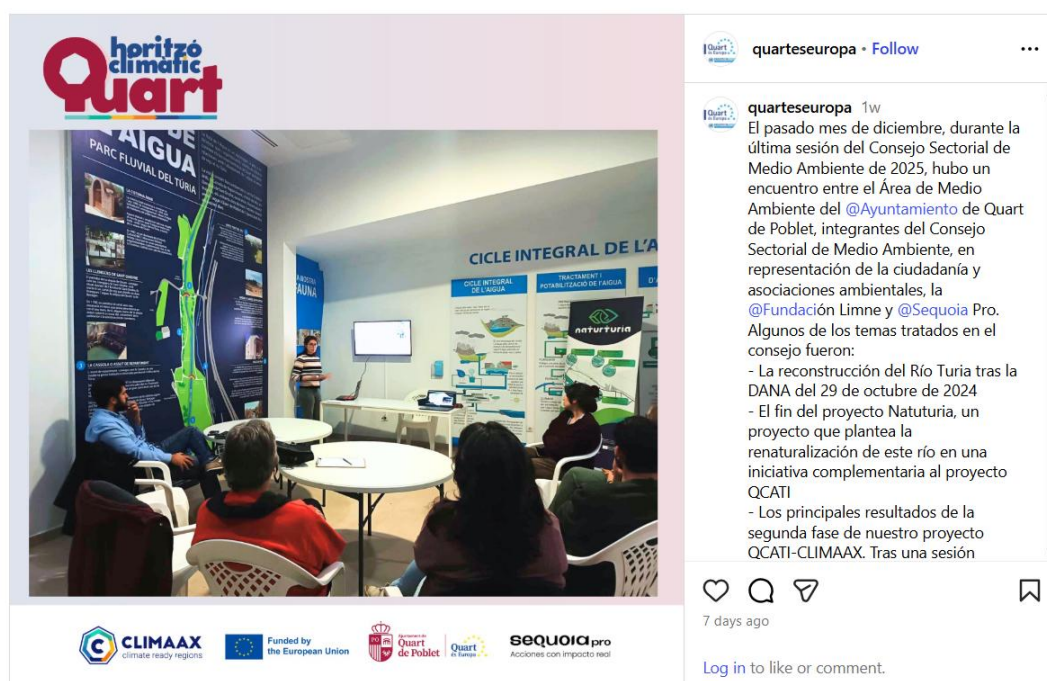 horitzó
climàtic
Quart
DE
AIGUA
PARC FLUVIAL DEL TÚRIA
CICLE INTEGRAL DE L'A
CICLE INTEGRAL
DE L'AIGUA
TRACTAMENT I
POTABILITZACIÓ DE L'AIGUA
FAUNA
naturturia
CLIMAAX
climate ready regions
Funded by
the European Union
Ajuntament de
Quart
de Poblet
Quart
és Europa
sequoia pro
Acciones con impacto real
quarteseuropa • Follow
quarteseuropa 1w
El pasado mes de diciembre, durante la
última sesión del Consejo Sectorial de
Medio Ambiente de 2025, hubo un
encuentro entre el Área de Medio
Ambiente del @Ayuntamiento de Quart
de Poblet, integrantes del Consejo
Sectorial de Medio Ambiente, en
representación de la ciudadanía y
asociaciones ambientales, la
@Fundación Limne y @Sequoia Pro.
Algunos de los temas tratados en el
consejo fueron:
- La reconstrucción del Río Turia tras la
DANA del 29 de octubre de 2024
- El fin del proyecto Natuturia, un
proyecto que plantea la
renaturalización de este río en una
iniciativa complementaria al proyecto
QCATI
- Los principales resultados de la
segunda fase de nuestro proyecto
QCATI-CLIMAAX. Tras una sesión
7 days ago
Log in to like or comment.